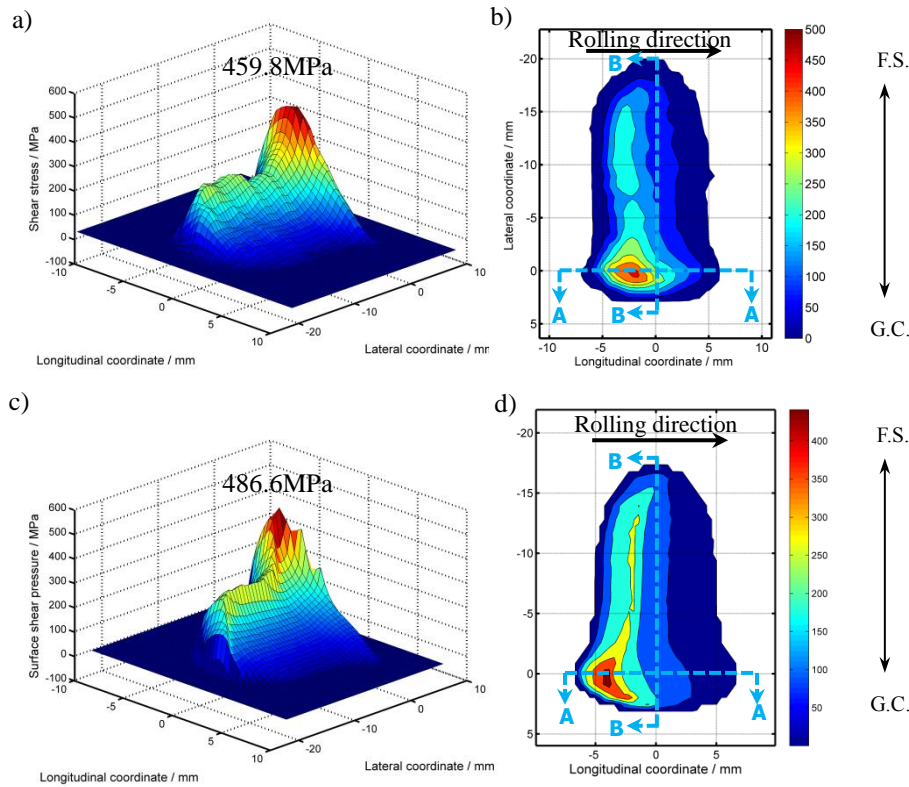 a)
459.8MPa
600
500
400
300
200
100
0
-100
-10
-5
0
5
10
-20
-10
0
10
Shear stress / MPa
Longitudinal coordinate / mm
Lateral coordinate / mm
b)
Rolling direction
B
B
A
A
-20
-15
-10
-5
0
5
-10
-5
0
5
10
Lateral coordinate / mm
Longitudinal coordinate / mm
500
450
400
350
300
250
200
150
100
50
0
F.S.
G.C.
c)
486.6MPa
600
500
400
300
200
100
0
-100
-10
-5
0
5
10
-20
-10
0
10
Surface shear pressure / MPa
Longitudinal coordinate / mm
Lateral coordinate / mm
d)
Rolling direction
B
B
A
A
-20
-15
-10
-5
0
5
-5
0
5
Lateral coordinate / mm
Longitudinal coordinate / mm
400
350
300
250
200
150
100
50
F.S.
G.C.